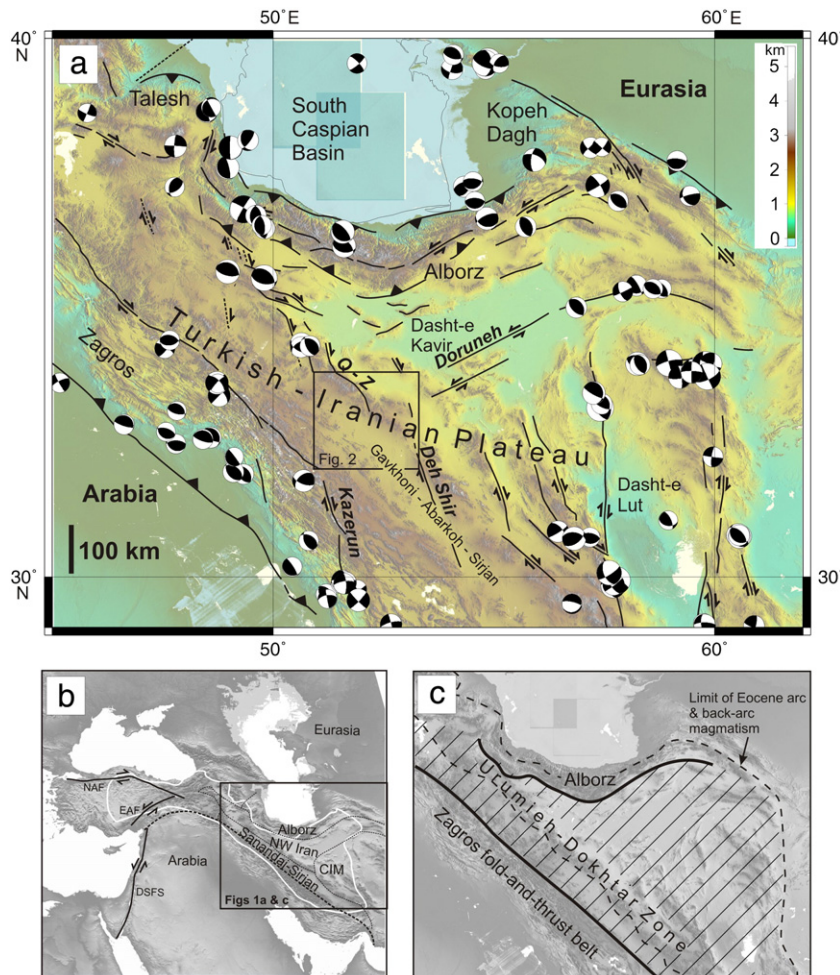 50°E
60°E
40°
N
40°
N
a
km
5
4
3
2
1
0
Talesh
South
Caspian
Basin
Kopeh
Dagh
Eurasia
Alborz
Dasht-e
Kavir
Doruneh
Zagros
Turkish - Iranian Plateau
Q-Z
Fig. 2
Deh Shir
Gavkhoni - Abarkoh - Sirjan
Kazerun
Arabia
Dasht-e
Lut
100 km
30°
N
30°
N
50°
60°
b
Eurasia
NAF
EAF
Alborz
NW Iran
Sanandaj-Sirjan
CIM
Arabia
DSFS
Figs 1a & c
c
Limit of Eocene arc
& back-arc
magmatism
Alborz
Urumieh-Dokhtar Zone
Zagros fold-and-thrust belt